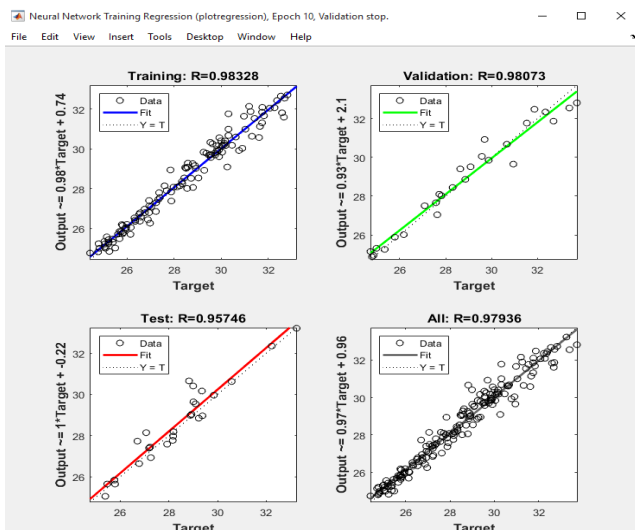 Neural Network Training Regression (plotregression), Epoch 10, Validation stop.
File Edit View Insert Tools Desktop Window Help
Training: R=0.98328
Output ~= 0.98*Target + 0.74
Data
Fit
Y = T
32
30
28
26
26 28 30 32
Target
Validation: R=0.98073
Output ~= 0.93*Target + 2.1
Data
Fit
Y = T
32
30
28
26
26 28 30 32
Target
Test: R=0.95746
Output ~= 1*Target + -0.22
Data
Fit
Y = T
32
30
28
26
26 28 30 32
Target
All: R=0.97936
Output ~= 0.97*Target + 0.96
Data
Fit
Y = T
32
30
28
26
26 28 30 32
Target